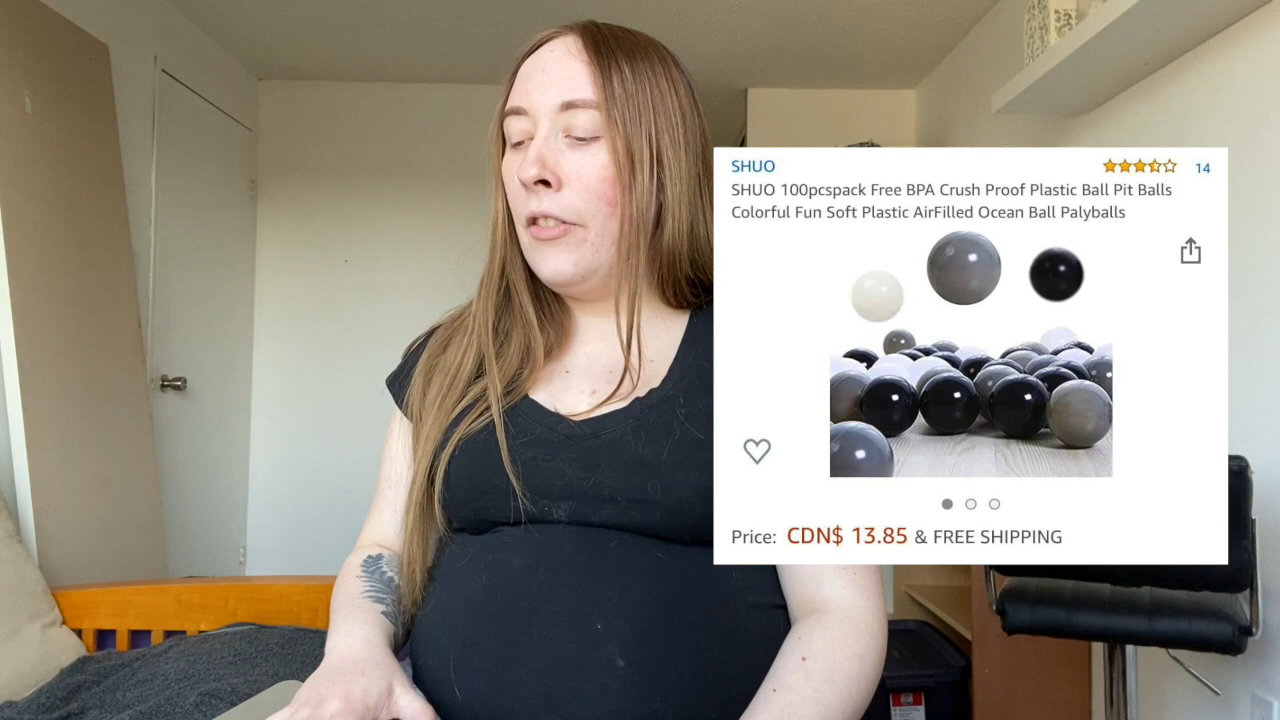 SHUO
14
SHUO 100pcspack Free BPA Crush Proof Plastic Ball Pit Balls
Colorful Fun Soft Plastic AirFilled Ocean Ball Palyballs
Price: CDN$ 13.85 & FREE SHIPPING